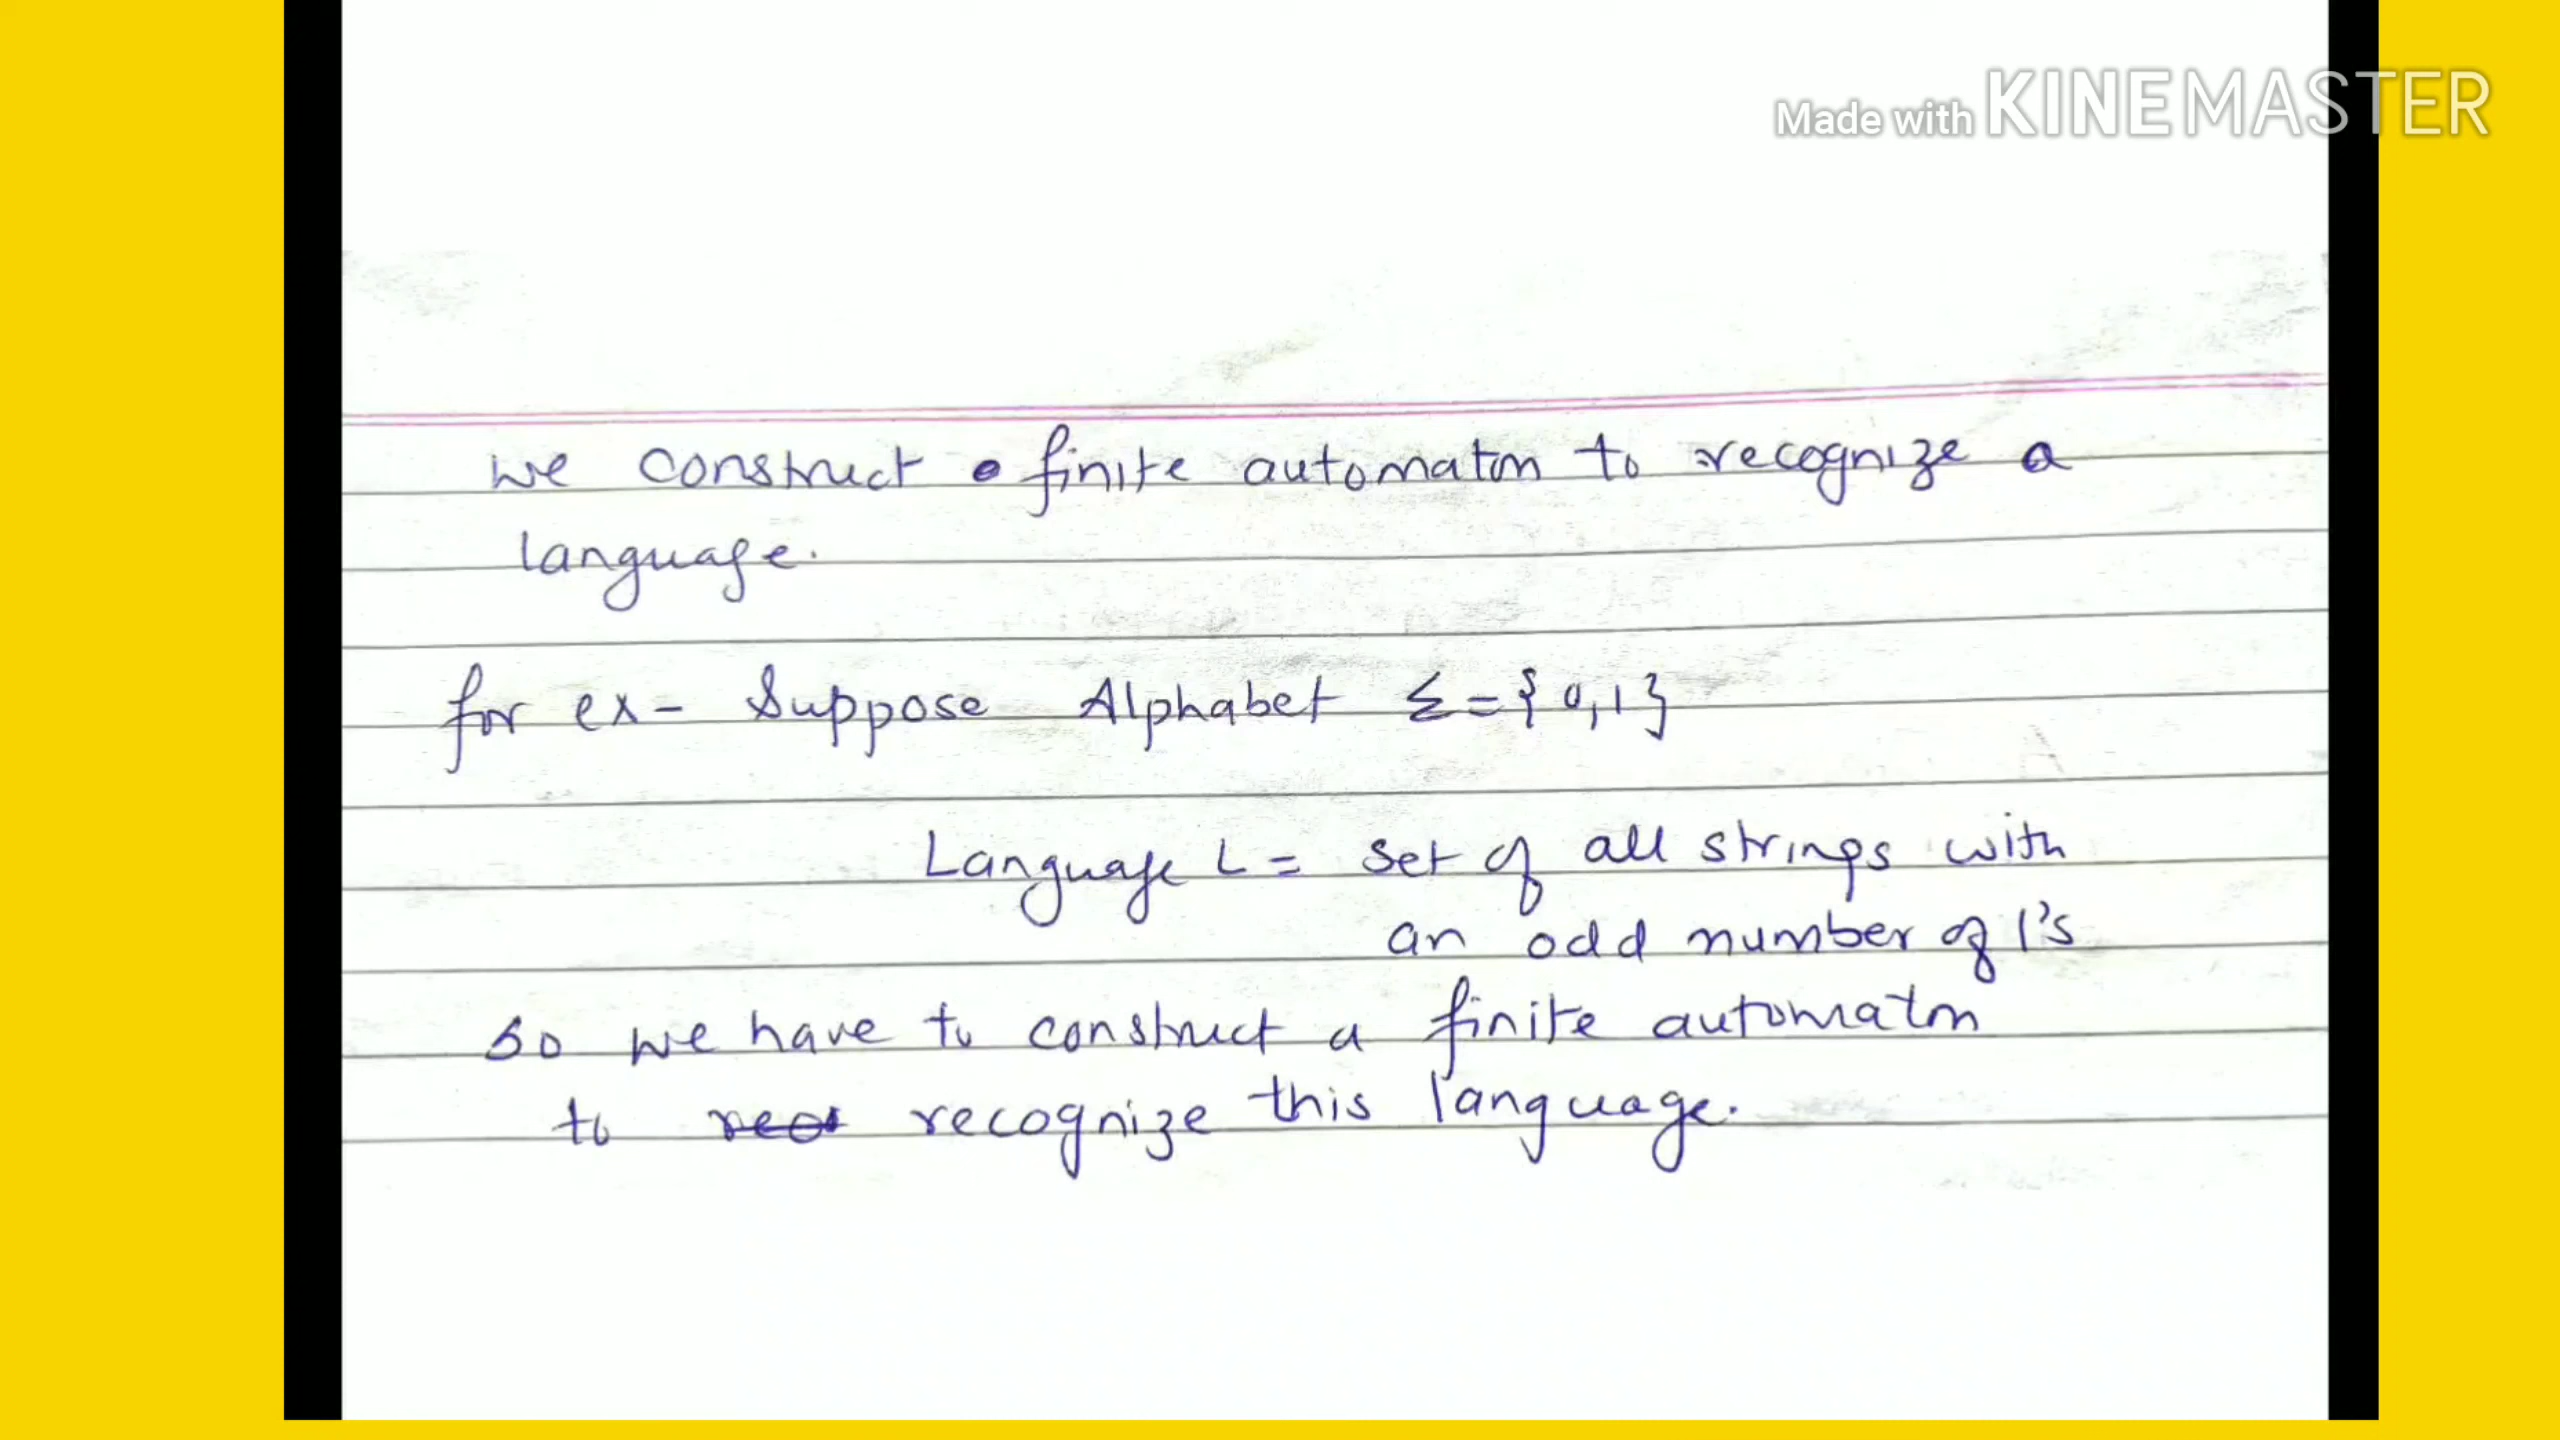 Made with KINEMASTER
we construct a finite automaton to recognize a
language.
for ex- Suppose Alphabet Σ = {0,1}
Language L = set of all strings with
an odd number of 1's
so we have to construct a finite automaton
to recognize this language.